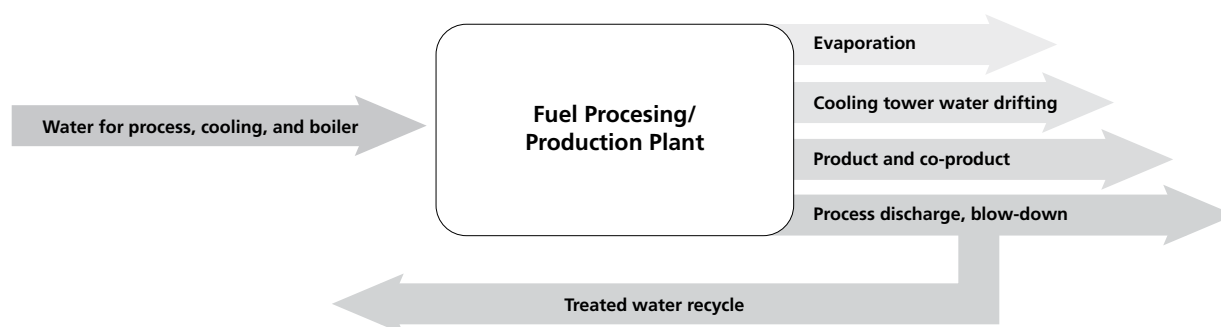 Evaporation
Cooling tower water drifting
Water for process, cooling, and boiler
Fuel Procesing/
Production Plant
Product and co-product
Process discharge, blow-down
Treated water recycle